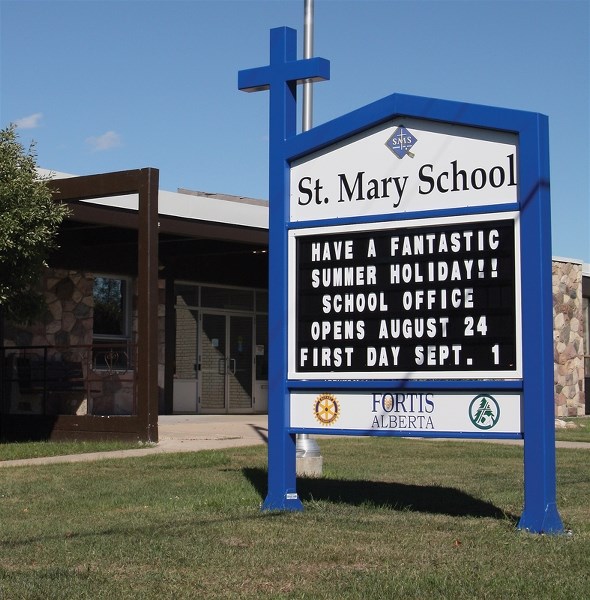 SMS
St. Mary School
HAVE A FANTASTIC
SUMMER HOLIDAY!!
SCHOOL OFFICE
OPENS AUGUST 24
FIRST DAY SEPT. 1
FORTIS
ALBERTA